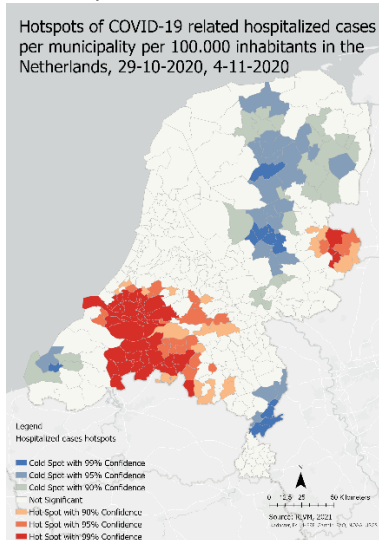 Hotspots of COVID-19 related hospitalized cases
per municipality per 100.000 inhabitants in the
Netherlands, 29-10-2020, 4-11-2020
Legend
Hospitalized cases hotspots
Cold Spot with 99% Confidence
Cold Spot with 95% Confidence
Cold Spot with 90% Confidence
Not Significant
Hot Spot with 90% Confidence
Hot Spot with 95% Confidence
Hot Spot with 99% Confidence
0 12,5 25 50 Kilometers
Source: RIVM, 2021